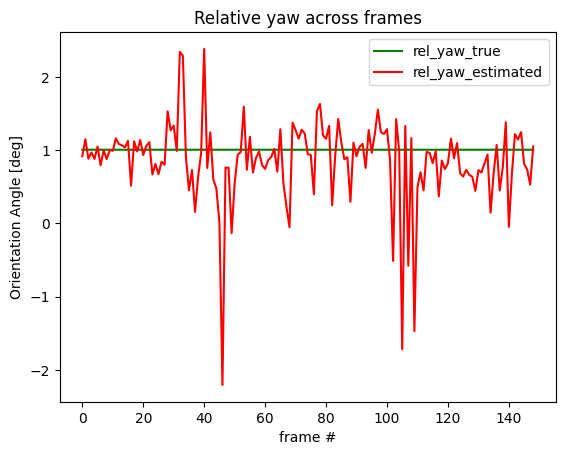 Relative yaw across frames
rel_yaw_true
rel_yaw_estimated
Orientation Angle [deg]
2
1
0
−1
−2
0 20 40 60 80 100 120 140
frame #